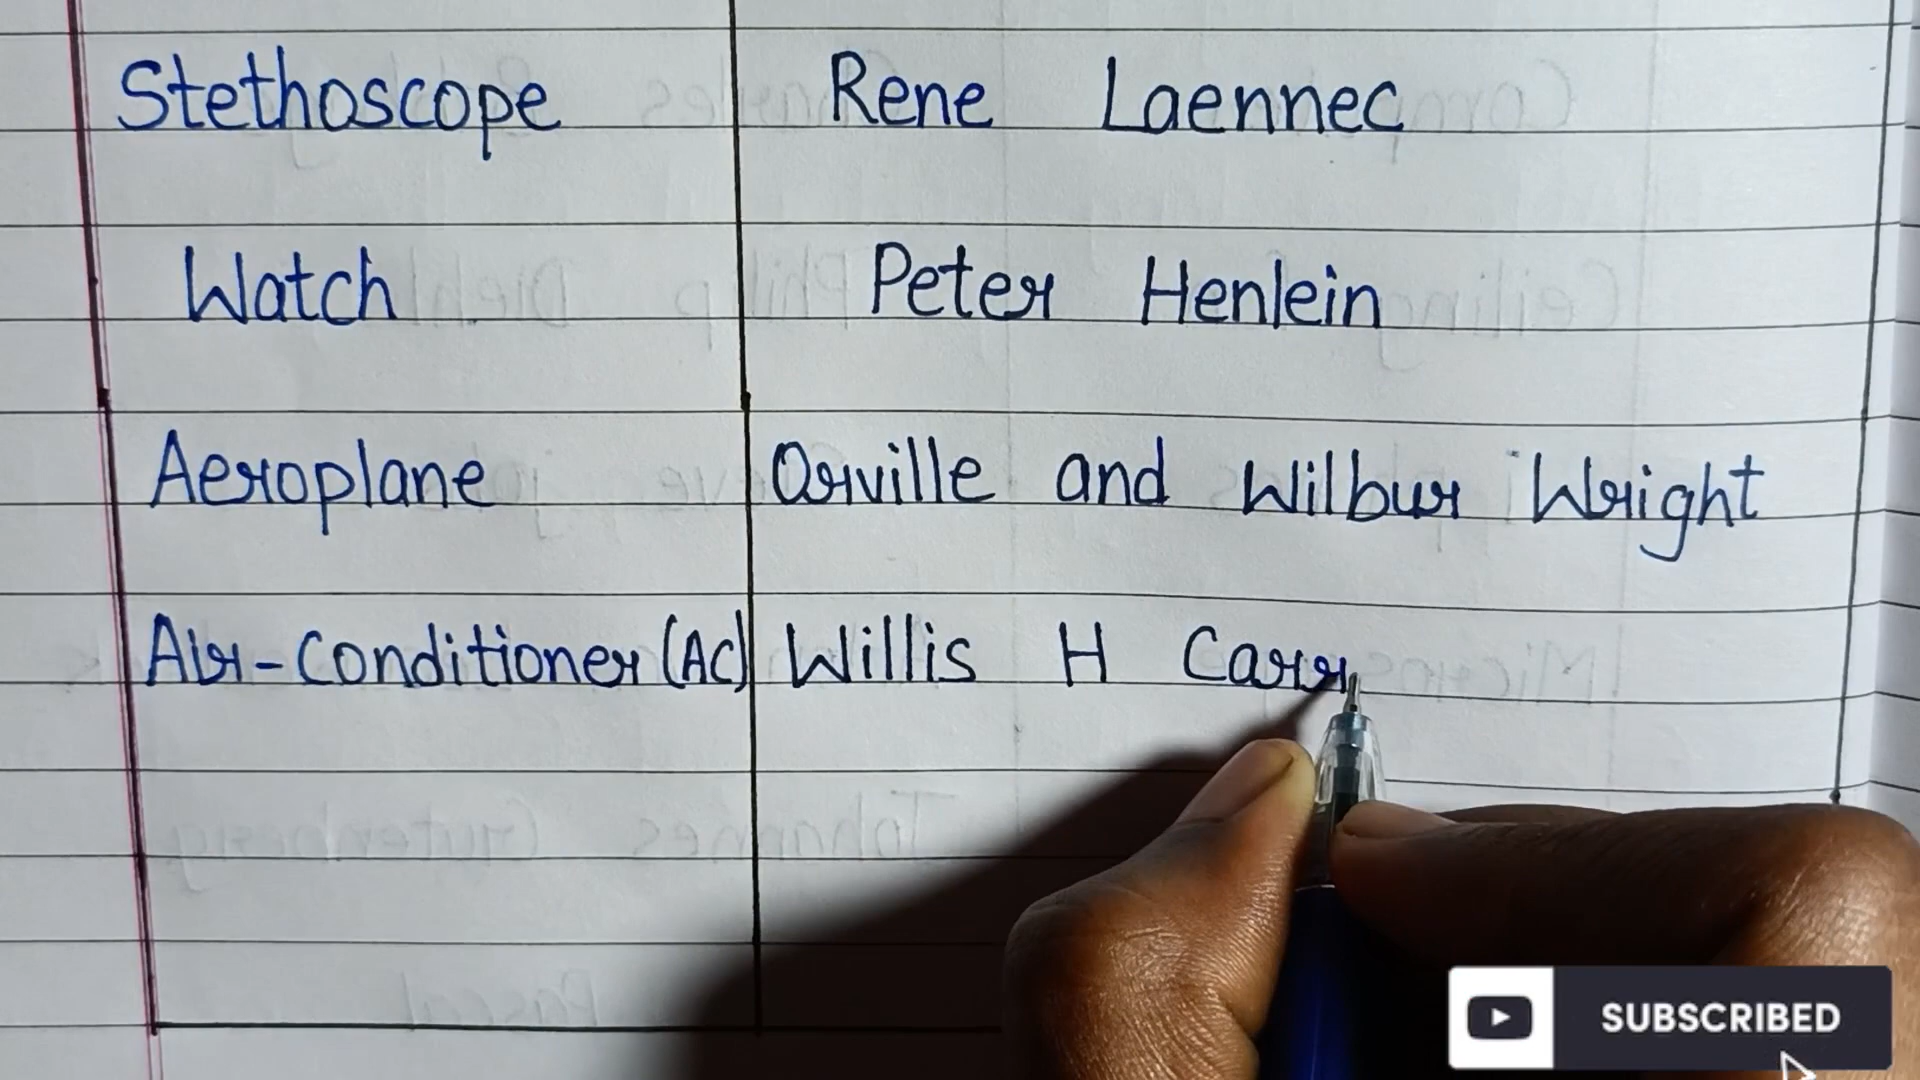 Stethoscope Rene Laennec
Watch Peter Henlein
Aeroplane Orville and Wilbur Wright
Air-Conditioner (AC) Willis H Carr
SUBSCRIBED